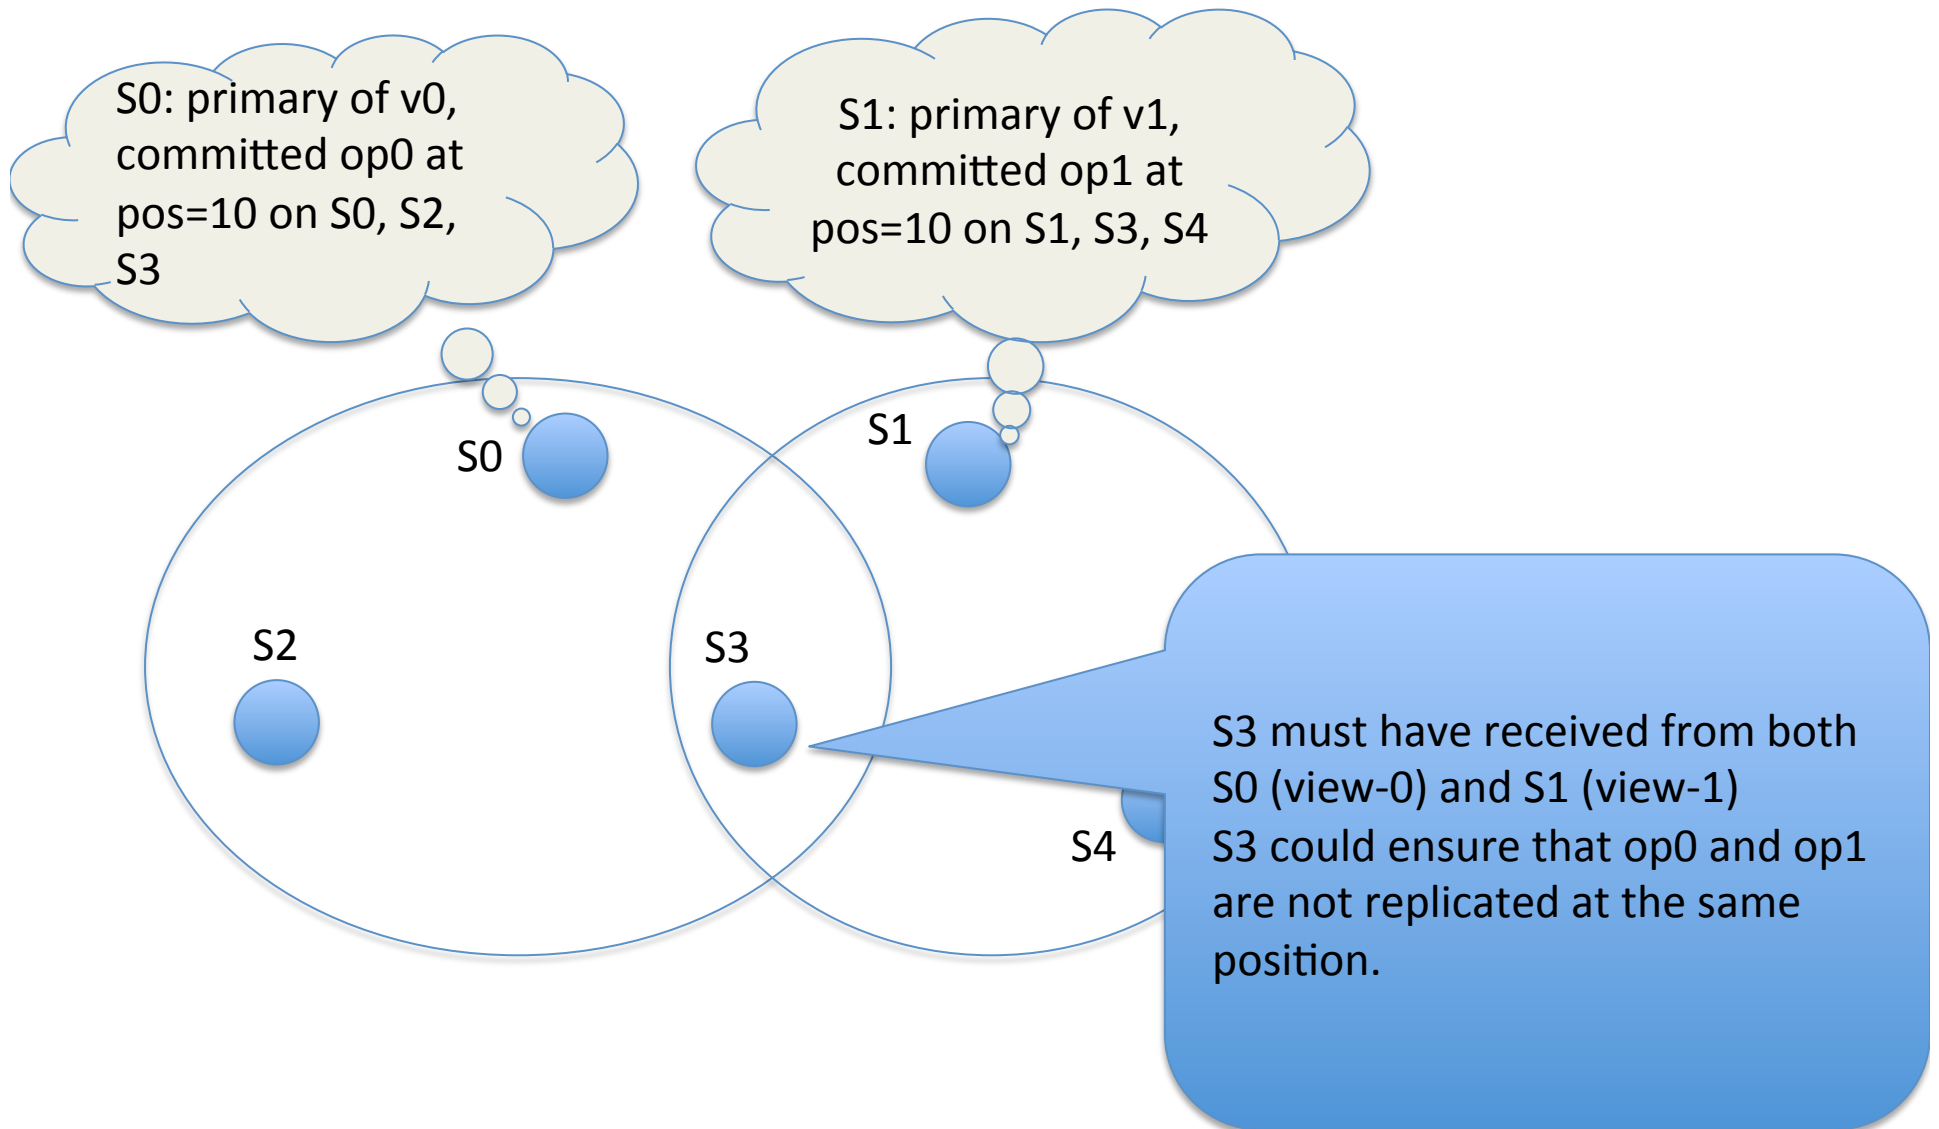 S0: primary of v0,
committed op0 at
pos=10 on S0, S2,
S3
S1: primary of v1,
committed op1 at
pos=10 on S1, S3, S4
S0
S1
S2
S3
S4
S3 must have received from both
S0 (view-0) and S1 (view-1)
S3 could ensure that op0 and op1
are not replicated at the same
position.